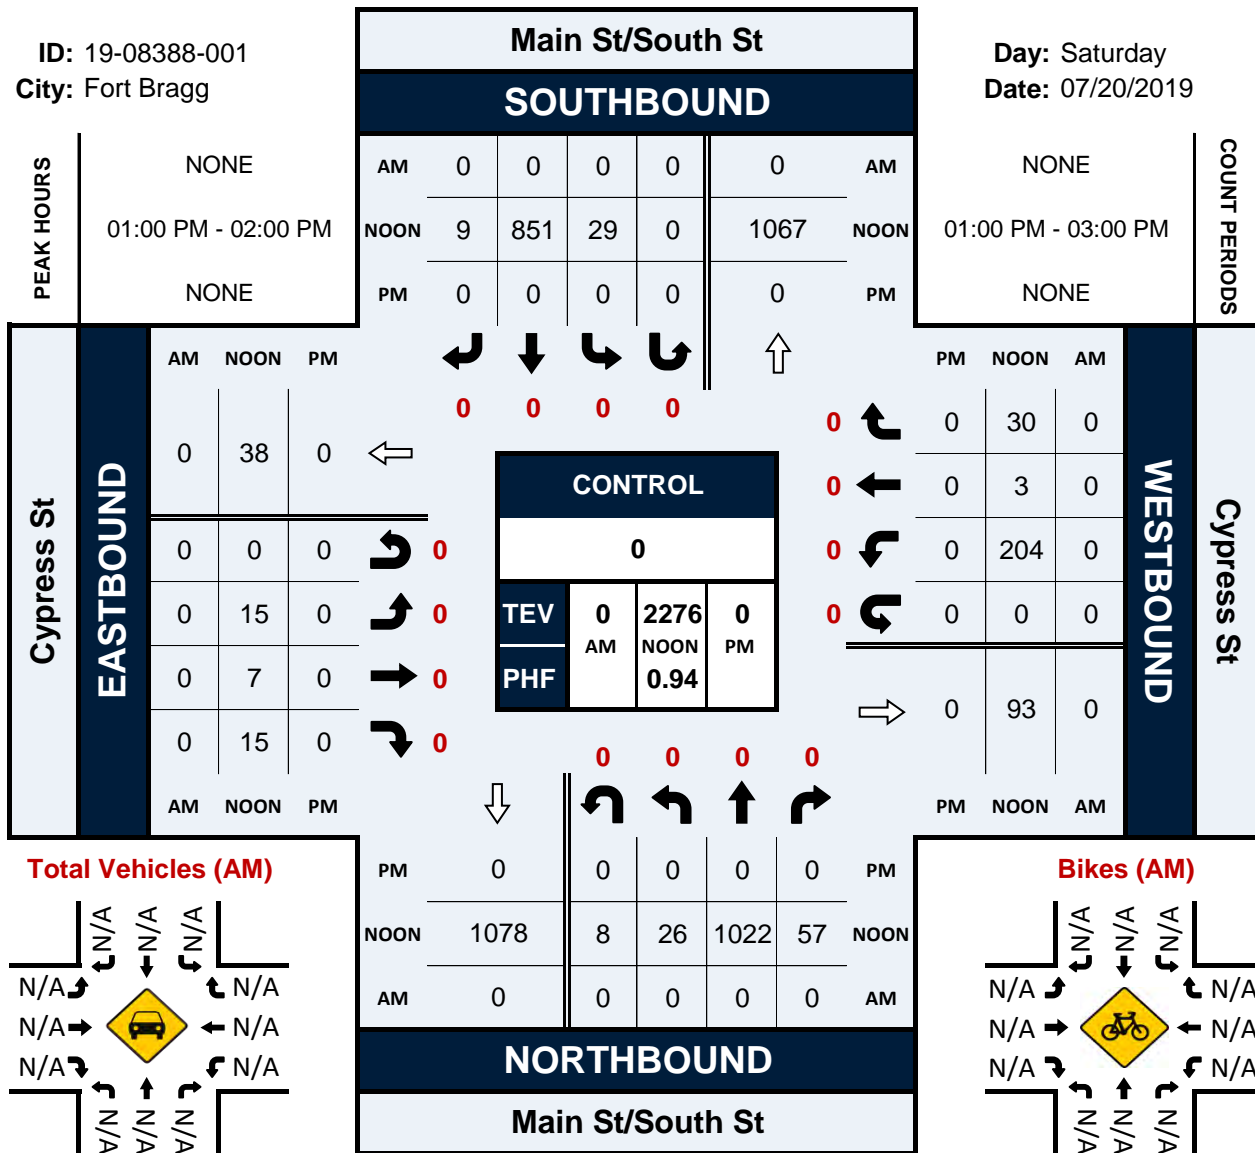 Main St/South St
ID: 19-08388-001
Day: Saturday
City: Fort Bragg
SOUTHBOUND
Date: 07/20/2019
PEAK HOURS
NONE
AM 0 0 0 0 0 AM
NONE
COUNT PERIODS
01:00 PM - 02:00 PM
NOON 9 851 29 0 1067 NOON
01:00 PM - 03:00 PM
NONE
PM 0 0 0 0 0 PM
NONE
AM NOON PM
PM NOON AM
0 0 0 0
0 0 30 0
0 38 0
Cypress St
EASTBOUND
CONTROL
0 0 3 0
WESTBOUND
Cypress St
0 0 0 0
0
0 0 204 0
0 15 0 0
TEV 0 2276 0
0 0 0 0
AM NOON PM
0 7 0 0
PHF 0.94
0 93 0
0 15 0 0
0 0 0 0
AM NOON PM
PM NOON AM
Total Vehicles (AM)
PM 0 0 0 0 0 PM
Bikes (AM)
NOON 1078 8 26 1022 57 NOON
AM 0 0 0 0 0 AM
N/A N/A N/A
N/A N/A
N/A N/A
N/A N/A
N/A N/A N/A
N/A N/A N/A
N/A N/A
N/A N/A
N/A N/A
N/A N/A N/A
NORTHBOUND
Main St/South St